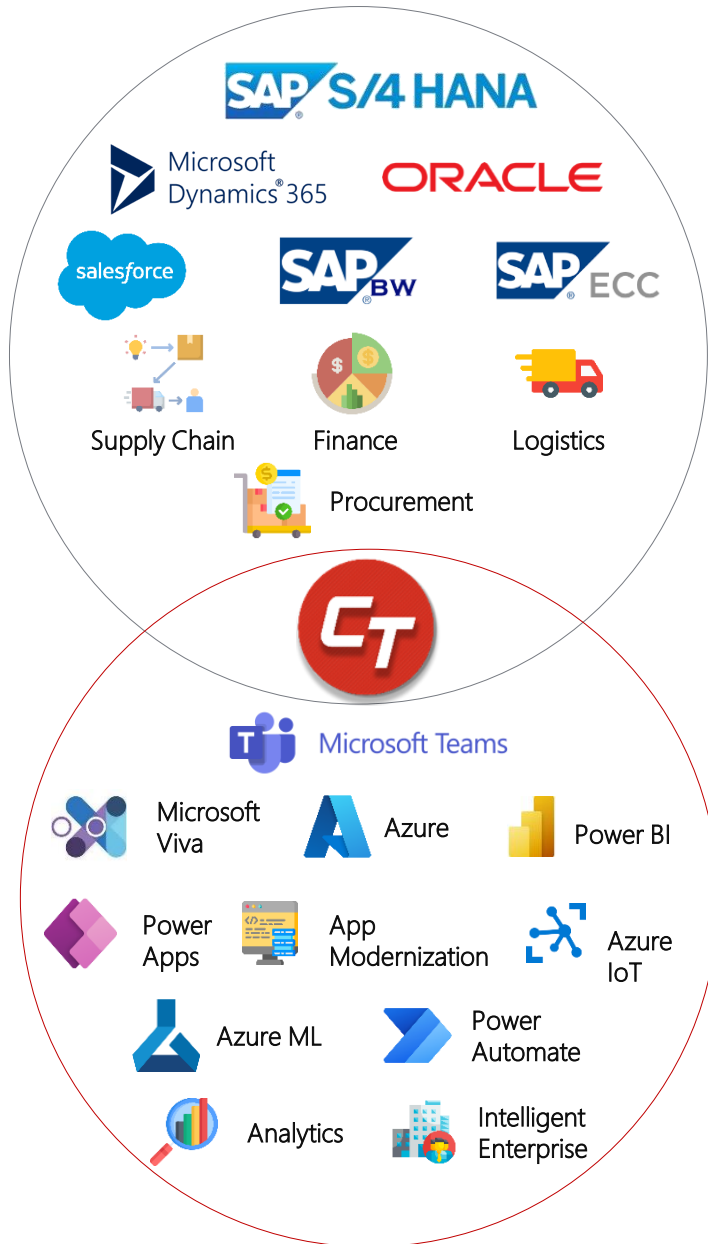 SAP® S/4 HANA
Microsoft
Dynamics® 365
ORACLE
salesforce
SAP® BW
SAP® ECC
$ $
Supply Chain
Finance
Logistics
$
Procurement
CT
T
Microsoft Teams
Microsoft
Viva
Azure
Power BI
Power
Apps
</>
App
Modernization
Azure
IoT
Azure ML
Power
Automate
Analytics
Intelligent
Enterprise